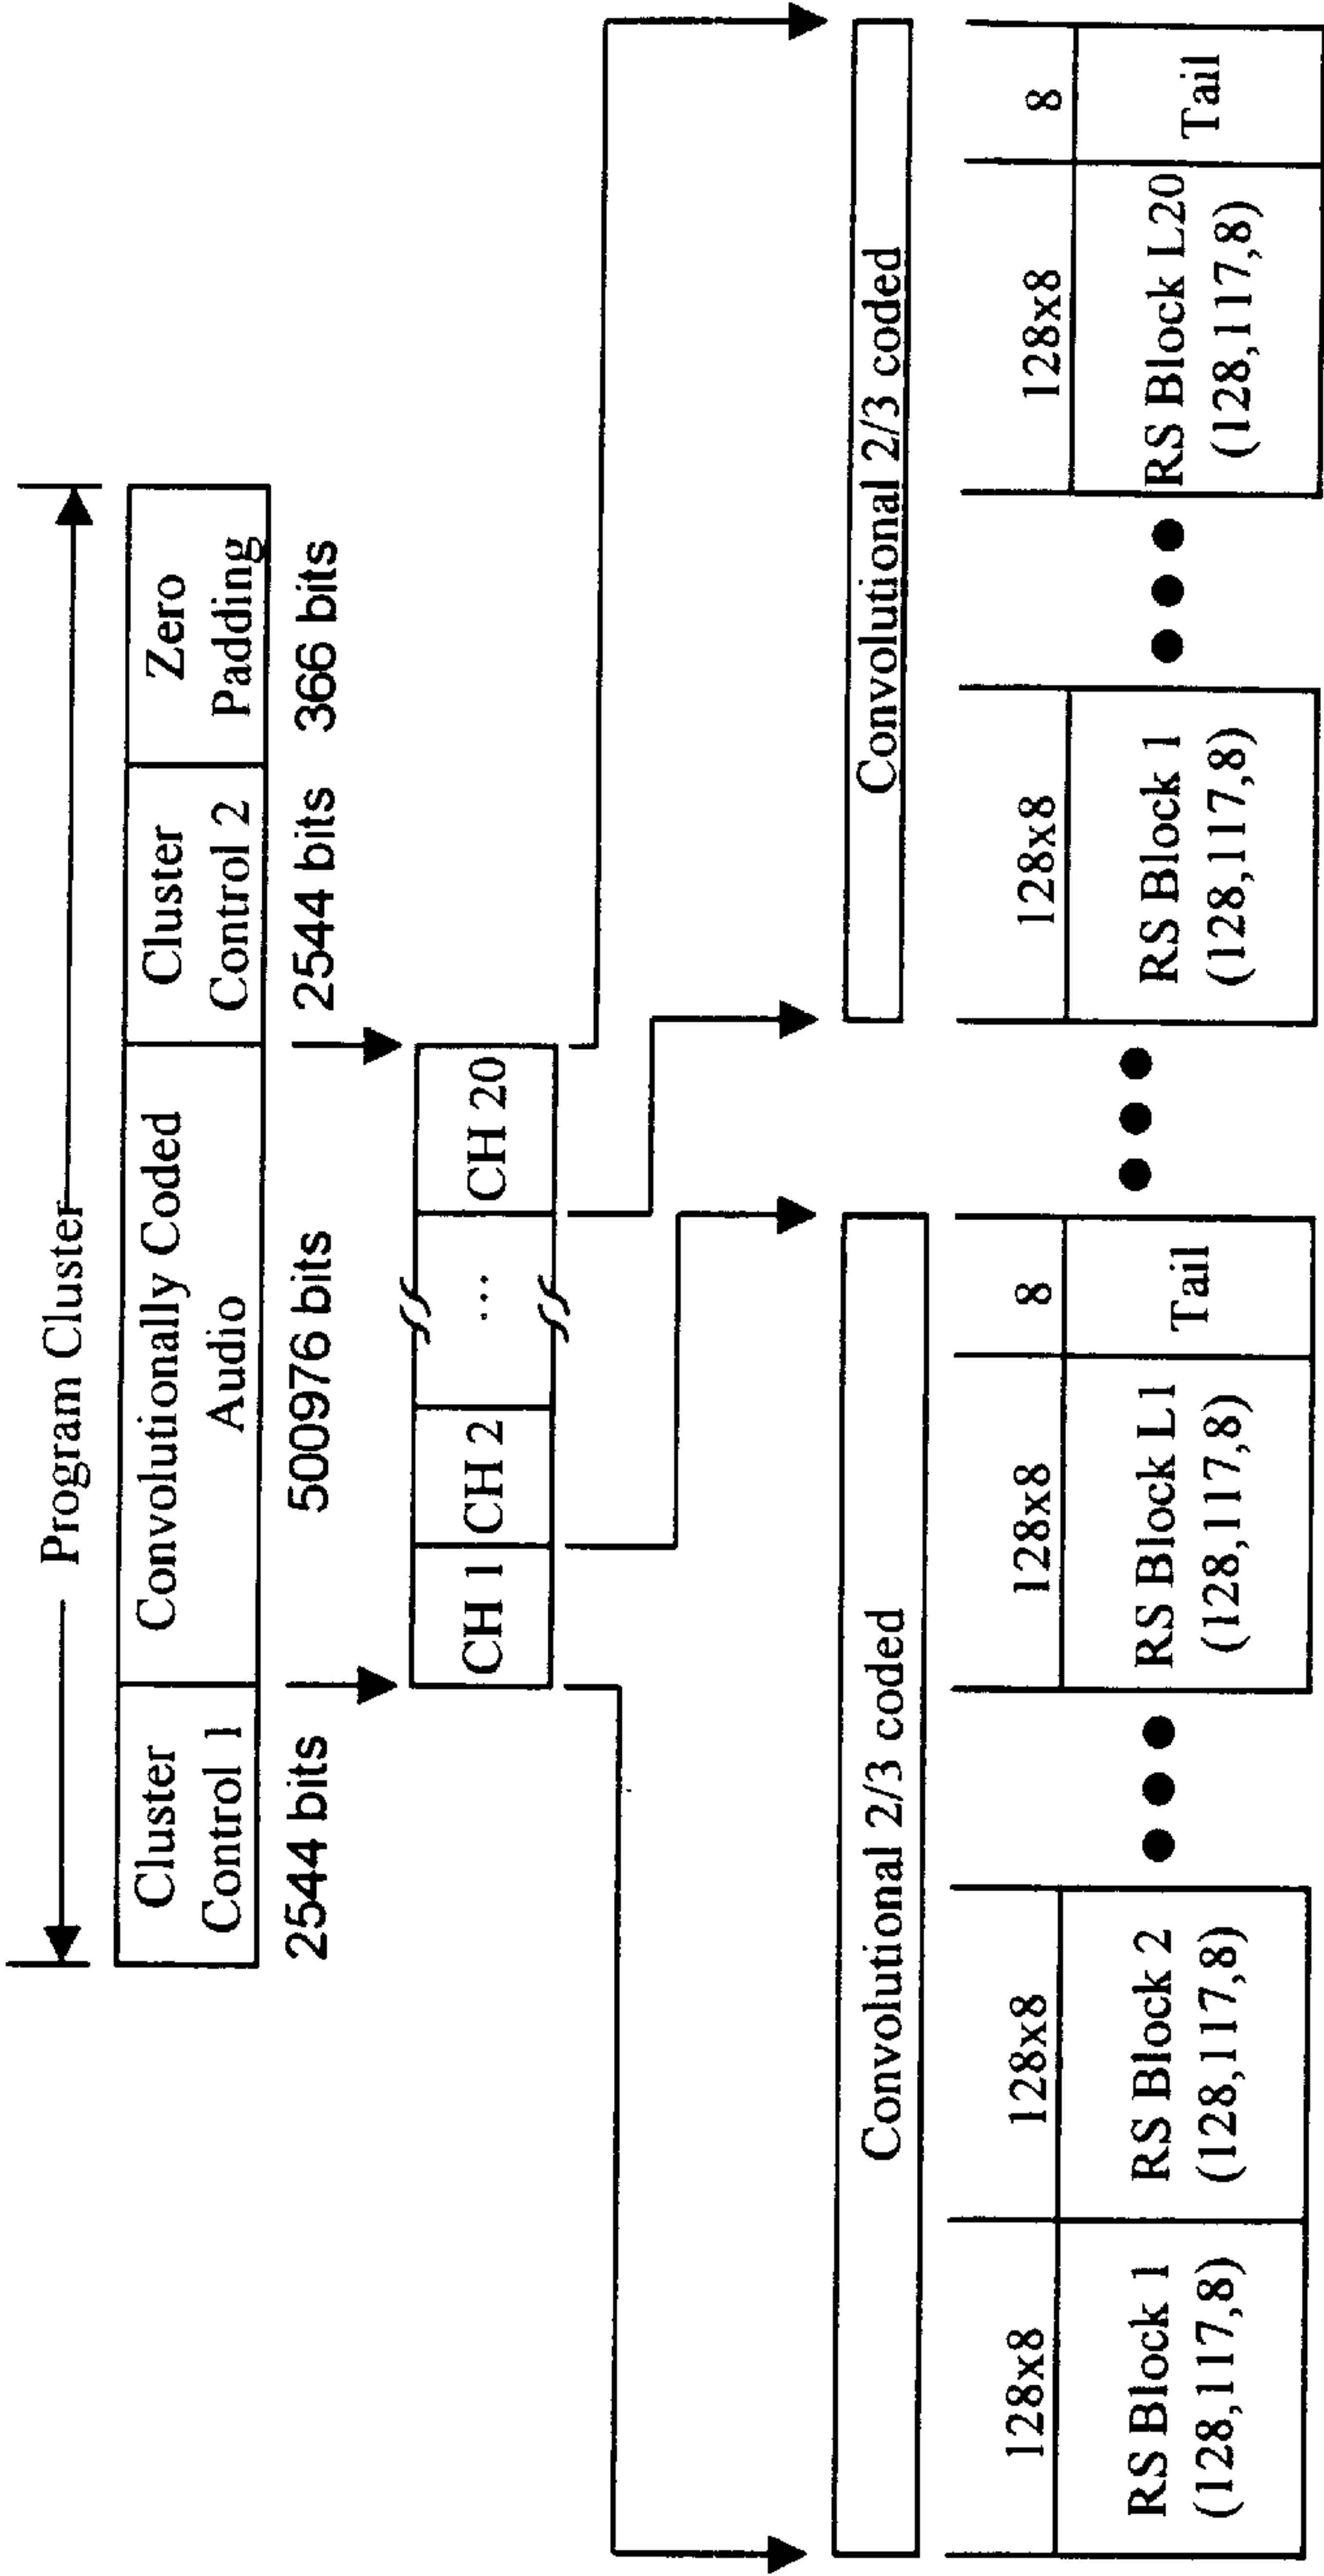 Program Cluster
Cluster
Control 1
Convolutionally Coded
Audio
Cluster
Control 2
Zero
Padding
2544 bits
500976 bits
2544 bits
366 bits
CH 1
CH 2
...
CH 20
Convolutional 2/3 coded
Convolutional 2/3 coded
128x8
128x8
128x8
8
128x8
128x8
8
RS Block 1
(128,117,8)
RS Block 2
(128,117,8)
RS Block L1
(128,117,8)
Tail
RS Block 1
(128,117,8)
RS Block L20
(128,117,8)
Tail